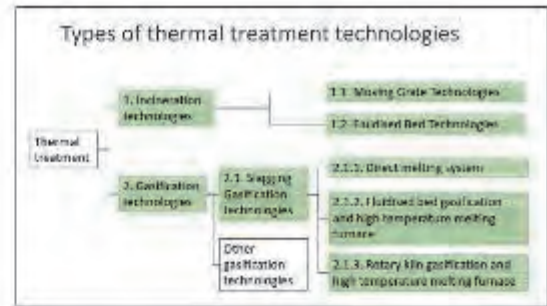 Types of thermal treatment technologies
1. Incineration
technologies
1.1. Moving Grate Technologies
1.2. Fluidised Bed Technologies
Thermal
treatment
2. Gasification
technologies
2.1. Slagging
Gasification
technologies
Other
gasification
technologies
2.1.1. Direct melting system
2.1.2. Fluidised bed gasification
and high temperature melting
furnace
2.1.3. Rotary kiln gasification and
high temperature melting furnace